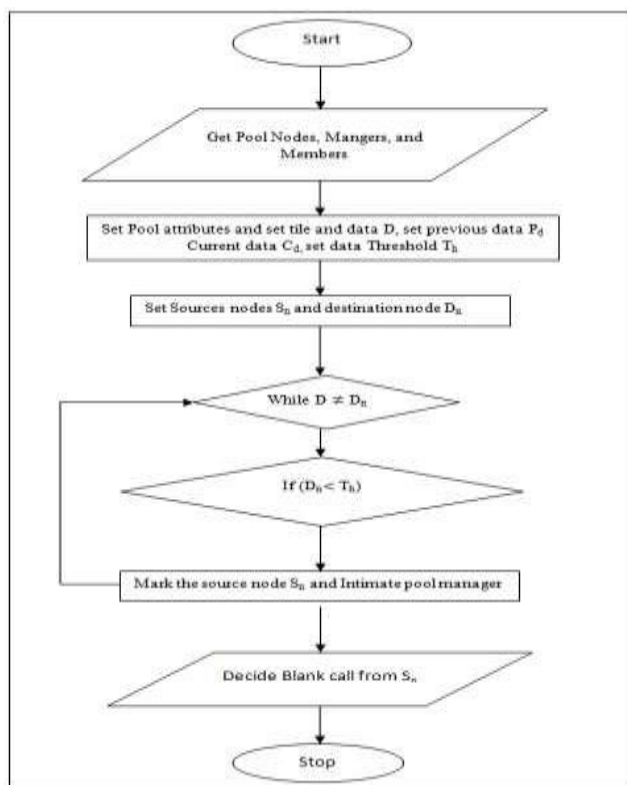 Start
Get Pool Nodes, Mangers, and
Members
Set Pool attributes and set tile and data D, set previous data Pd
Current data Cd, set data Threshold Th
Set Sources nodes Sn and destination node Dn
While D ≠ Dn
If (Dn < Th)
Mark the source node Sn and Intimate pool manager
Decide Blank call from Sn
Stop